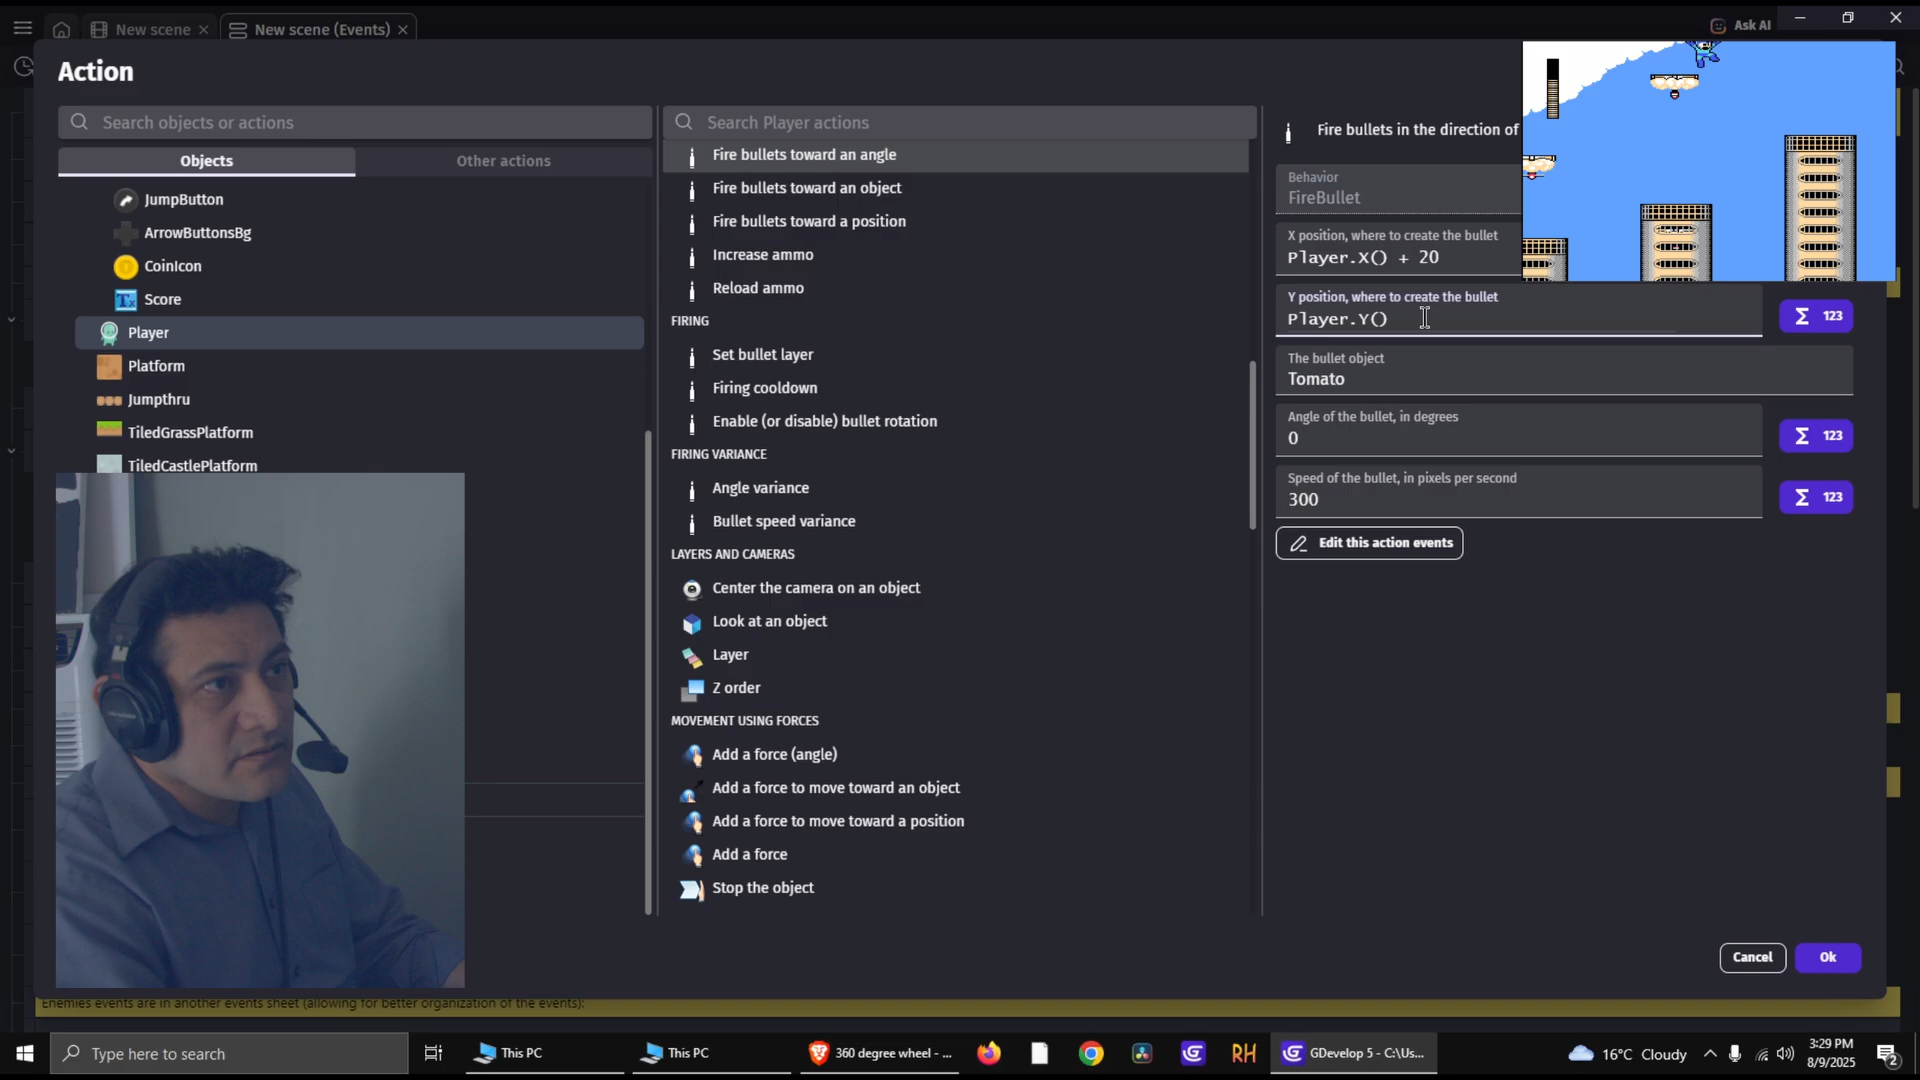 New scene
New scene (Events)
Ask AI
Action
Search objects or actions
Objects
Other actions
JumpButton
ArrowButtonsBg
CoinIcon
Score
Player
Platform
Jumpthru
TiledGrassPlatform
TiledCastlePlatform
Search Player actions
Fire bullets toward an angle
Fire bullets toward an object
Fire bullets toward a position
Increase ammo
Reload ammo
FIRING
Set bullet layer
Firing cooldown
Enable (or disable) bullet rotation
FIRING VARIANCE
Angle variance
Bullet speed variance
LAYERS AND CAMERAS
Center the camera on an object
Look at an object
Layer
Z order
MOVEMENT USING FORCES
Add a force (angle)
Add a force to move toward an object
Add a force to move toward a position
Add a force
Stop the object
Fire bullets in the direction of
Behavior
FireBullet
X position, where to create the bullet
Player.X() + 20
Y position, where to create the bullet
Player.Y()
Σ 123
The bullet object
Tomato
Angle of the bullet, in degrees
0
Σ 123
Speed of the bullet, in pixels per second
300
Σ 123
Edit this action events
Cancel
Ok
Enemies events are in another events sheet (allowing for better organization of the events):
Type here to search
This PC
This PC
360 degree wheel - ...
RH
GDevelop 5 - C:\Us...
16°C Cloudy
3:29 PM
8/9/2025
2